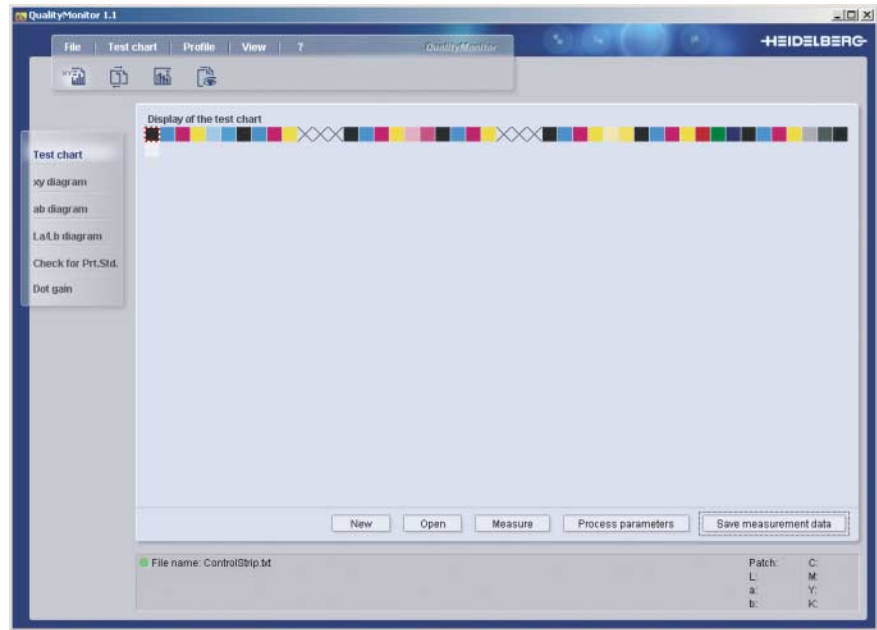 QualityMonitor 1.1
File Test chart Profile View ? QualityMonitor HEIDELBERG
Display of the test chart
Test chart
xy diagram
ab diagram
La/Lb diagram
Check for Prt.Std.
Dot gain
New Open Measure Process parameters Save measurement data
File name: ControlStrip.txt Patch: C:
L: M:
a: Y:
b: K: